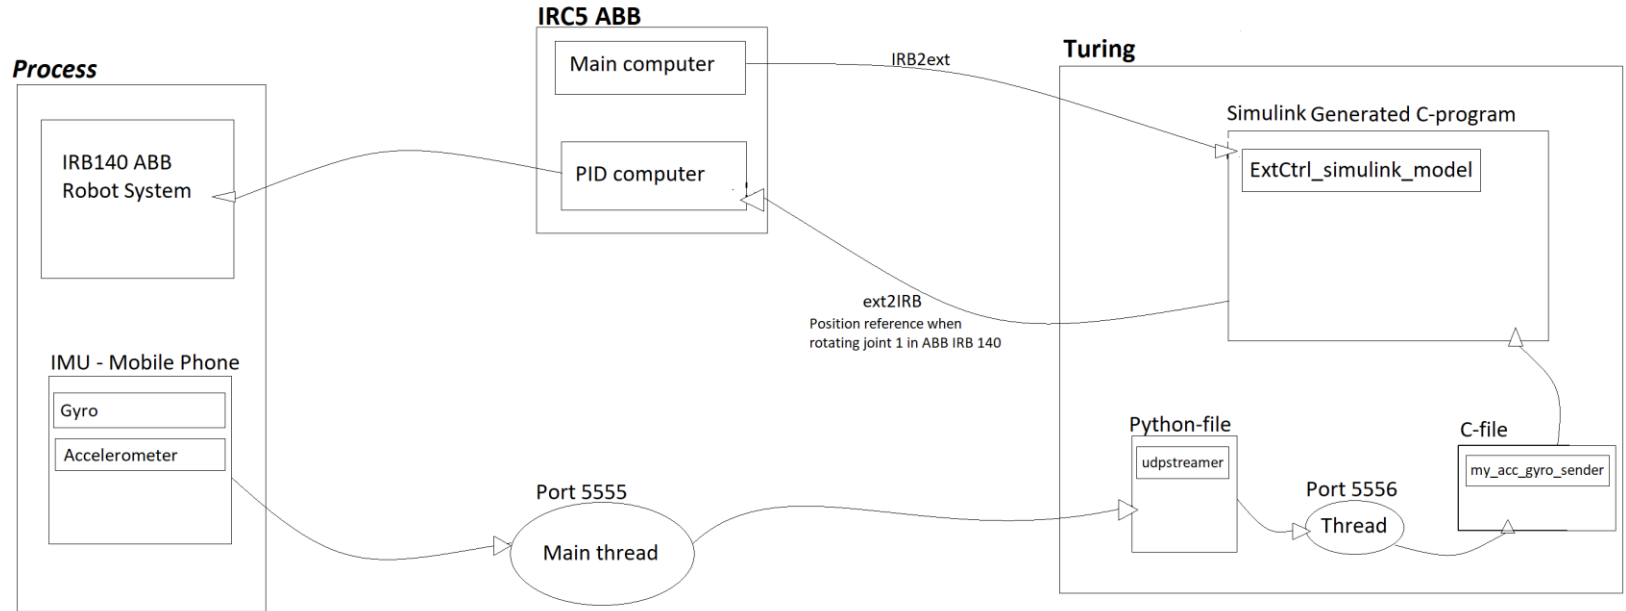 IRC5 ABB
Main computer
PID computer
Process
IRB140 ABB
Robot System
IMU - Mobile Phone
Gyro
Accelerometer
IRB2ext
ext2IRB
Position reference when
rotating joint 1 in ABB IRB 140
Port 5555
Main thread
Turing
Simulink Generated C-program
ExtCtrl_simulink_model
Python-file
udpstreamer
Port 5556
Thread
C-file
my_acc_gyro_sender